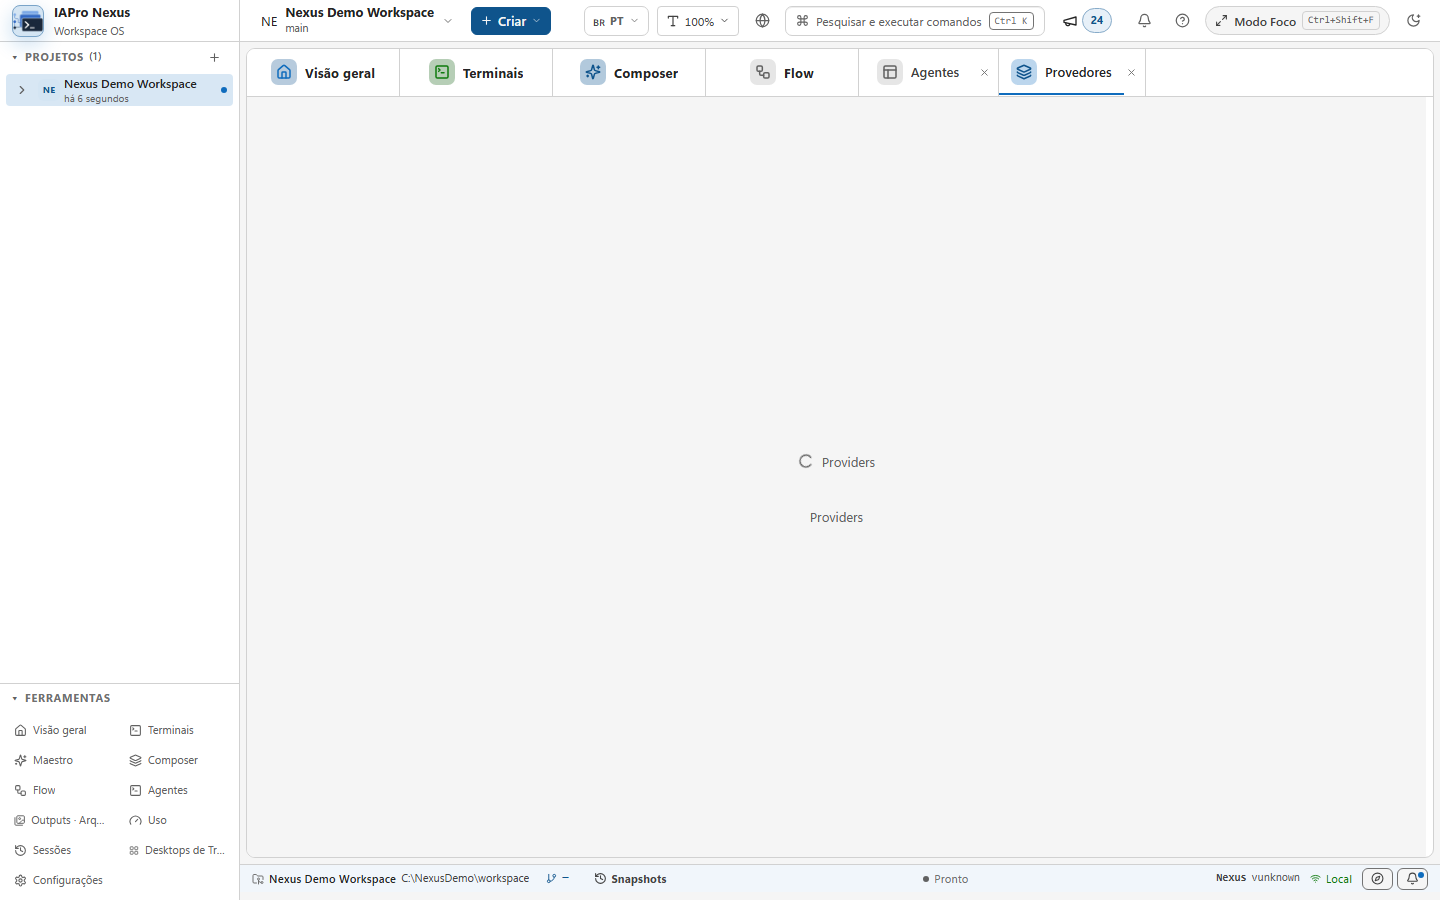 IAPro Nexus
Workspace OS
NE
Nexus Demo Workspace
main
Criar
BR PT
100%
Pesquisar e executar comandos
Ctrl K
24
Modo Foco
Ctrl+Shift+F
PROJETOS (1)
NE
Nexus Demo Workspace
há 6 segundos
Visão geral
Terminais
Composer
Flow
Agentes
Provedores
Providers
Providers
FERRAMENTAS
Visão geral
Terminais
Maestro
Composer
Flow
Agentes
Outputs · Arq...
Uso
Sessões
Desktops de Tr...
Configurações
Nexus Demo Workspace C:\NexusDemo\workspace
–
Snapshots
Pronto
Nexus vunknown
Local